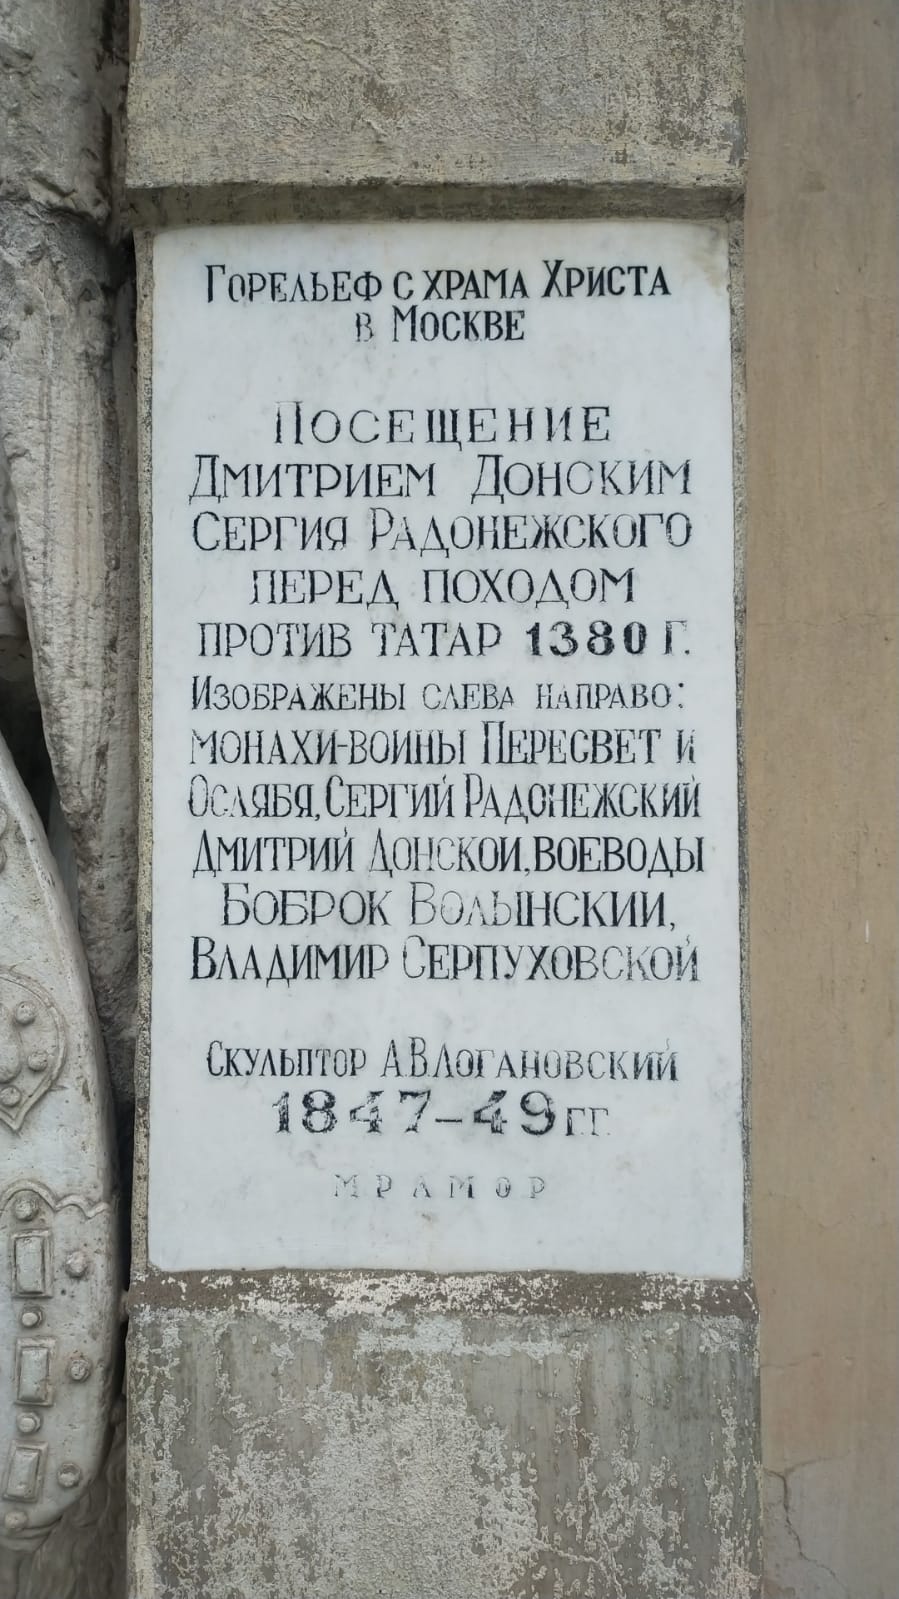 Горельеф с храма Христа
в Москве
Посещение
Дмитрием Донским
Сергия Радонежского
перед походом
против татар 1380 г.
Изображены слева направо:
монахи-воины Пересвет и
Ослябя, Сергий Радонежский
Дмитрий Донской, воеводы
Боброк Волынскии,
Владимир Серпуховской
Скульптор А.В Логановский
1847-49 гг.
мрамор